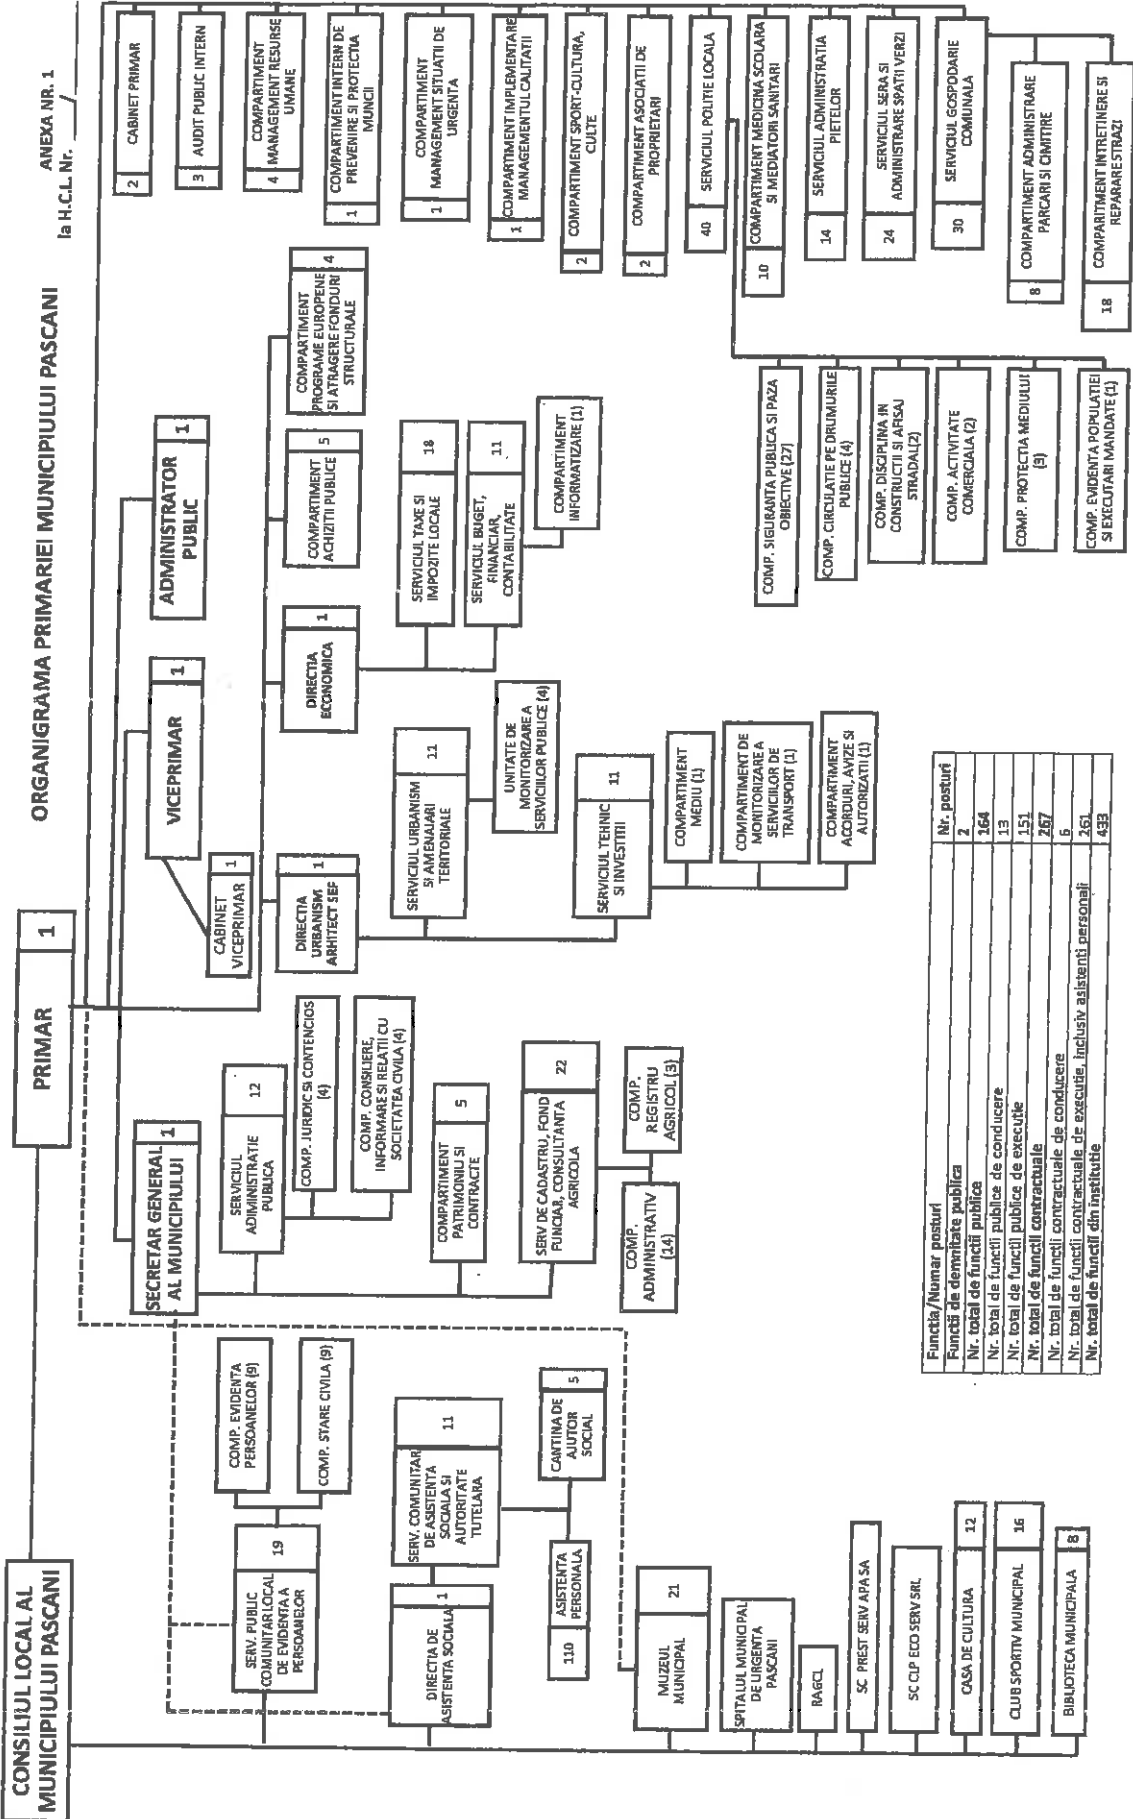 ANEXA NR. 1
la H.C.L. Nr. ____/____
ORGANIGRAMA PRIMARIEI MUNICIPIULUI PASCANI
CONSILIUL LOCAL AL
MUNICIPIULUI PASCANI
PRIMAR
1
VICEPRIMAR
1
CABINET
VICEPRIMAR
1
ADMINISTRATOR
PUBLIC
1
SECRETAR GENERAL
AL MUNICIPIULUI
1
SERV. PUBLIC
COMUNITAR LOCAL
DE EVIDENTA A
PERSOANELOR
19
COMP. EVIDENTA
PERSOANELOR (9)
COMP. STARE CIVILA (9)
DIRECTIA DE
ASISTENTA SOCIALA
1
SERV. COMUNITAR
DE ASISTENTA
SOCIALA SI
AUTORITATE
TUTELARA
11
110
ASISTENTA
PERSONALA
CANTINA DE
AJUTOR
SOCIAL
5
MUZEUL
MUNICIPAL
21
SPITALUL MUNICIPAL
DE URGENTA
PASCANI
RAGCL
SC PREST SERV APA SA
SC CLP ECO SERV SRL
CASA DE CULTURA
12
CLUB SPORTIV MUNICIPAL
16
BIBLIOTECA MUNICIPALA
8
SERVICIUL
ADIMINISTRATIE
PUBLICA
12
COMP. JURIDIC SI CONTENCIOS
(4)
COMP. CONSILIERE,
INFORMARE SI RELATII CU
SOCIETATEA CIVILA (4)
COMPARTIMENT
PATRIMONIU SI
CONTRACTE
5
SERV DE CADASTRU, FOND
FUNCIAR, CONSULTANTA
AGRICOLA
22
COMP.
ADMINISTRATIV
(14)
COMP.
REGISTRU
AGRICOL (3)
DIRECTIA
URBANISM
ARHITECT SEF
1
SERVICIUL URBANISM
SI AMENAJARI
TERITORIALE
11
UNITATE DE
MONITORIZARE A
SERVICIILOR PUBLICE (4)
SERVICIUL TEHNIC
SI INVESTITII
11
COMPARTIMENT
MEDIU (1)
COMPARTIMENT DE
MONITORIZARE A
SERVICIILOR DE
TRANSPORT (1)
COMPARTIMENT
ACORDURI, AVIZE SI
AUTORIZATII (1)
DIRECTIA
ECONOMICA
1
SERVICIUL TAXE SI
IMPOZITE LOCALE
18
SERVICIUL BUGET,
FINANCIAR,
CONTABILITATE
11
COMPARTIMENT
INFORMATIZARE (1)
COMPARTIMENT
ACHIZITII PUBLICE
5
COMPARTIMENT
PROGRAME EUROPENE
SI ATRAGERE FONDURI
STRUCTURALE
4
2
CABINET PRIMAR
3
AUDIT PUBLIC INTERN
4
COMPARTIMENT
MANAGEMENT RESURSE
UMANE
1
COMPARTIMENT INTERN DE
PREVENIRE SI PROTECTIA
MUNCII
1
COMPARTIMENT
MANAGEMENT SITUATII DE
URGENTA
1
COMPARTIMENT IMPLEMENTARE
MANAGEMENTUL CALITATII
2
COMPARTIMENT SPORT-CULTURA,
CULTE
2
COMPARTIMENT ASOCIATII DE
PROPRIETARI
40
SERVICIUL POLITIE LOCALA
10
COMPARTIMENT MEDICINA SCOLARA
SI MEDIATORI SANITARI
14
SERVICIUL ADMINISTRATIA
PIETELOR
24
SERVICIUL SERA SI
ADMINISTRARE SPATII VERZI
30
SERVICIUL GOSPODARIE
COMUNALA
8
COMPARTIMENT ADMINISTRARE
PARCARI SI CIMITIRE
18
COMPARITMENT INTRETINERE SI
REPARARE STRAZI
COMP. SIGURANTA PUBLICA SI PAZA
OBIECTIVE (27)
COMP. CIRCULATIE PE DRUMURILE
PUBLICE (4)
COMP. DISCIPLINA IN
CONSTRUCTII SI AFISAJ
STRADAL(2)
COMP. ACTIVITATE
COMERCIALA (2)
COMP. PROTECTIA MEDIULUI
(3)
COMP. EVIDENTA POPULATIEI
SI EXECUTARI MANDATE (1)
Functia/Numar posturi Nr. posturi
Functii de demnitate publica 2
Nr. total de functii publice 164
Nr. total de functii publice de conducere 13
Nr. total de functii publice de executie 151
Nr. total de functii contractuale 267
Nr. total de functii contractuale de conducere 6
Nr. total de functii contractuale de executie, inclusiv asistenti personali 261
Nr. total de functii din institutie 433